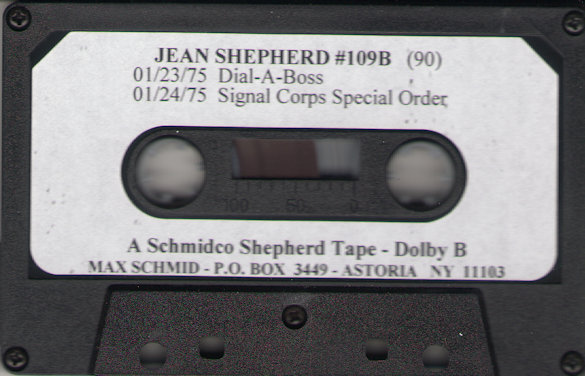 JEAN SHEPHERD #109B (90)
01/23/75 Dial-A-Boss
01/24/75 Signal Corps Special Order
100 50 0
A Schmidco Shepherd Tape - Dolby B
MAX SCHMID - P.O. BOX 3449 - ASTORIA NY 11103